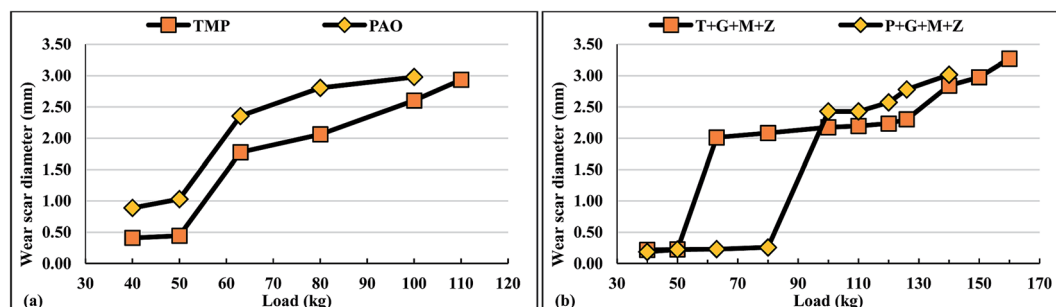 TMP PAO
3.50
3.00
2.50
2.00
1.50
1.00
0.50
0.00
Wear scar diameter (mm)
30 40 50 60 70 80 90 100 110 120
(a) Load (kg)
T+G+M+Z P+G+M+Z
3.50
3.00
2.50
2.00
1.50
1.00
0.50
0.00
Wear scar diameter (mm)
30 50 70 90 110 130 150 170
(b) Load (kg)